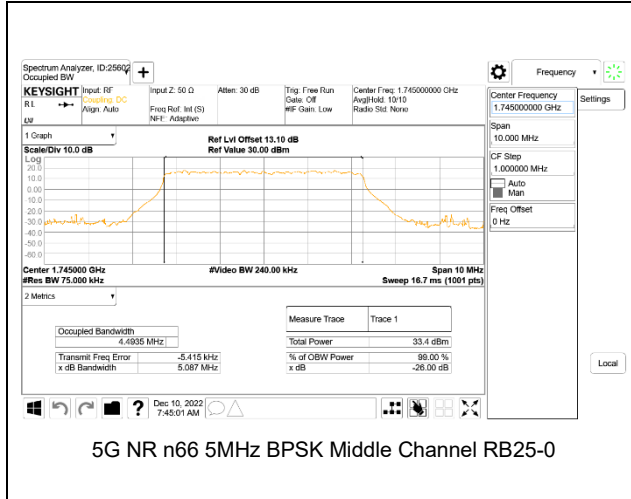 Spectrum Analyzer, ID:25602
Occupied BW
+
Frequency
KEYSIGHT Input: RF Input Z: 50 Ω Atten: 30 dB Trig: Free Run Center Freq: 1.745000000 GHz
RL Coupling: DC Gate: Off Avg|Hold: 10/10
Align: Auto Freq Ref: Int (S) #IF Gain: Low Radio Std: None
NFE: Adaptive
Center Frequency
1.745000000 GHz
Settings
Span
10.000 MHz
CF Step
1.000000 MHz
Auto
Man
Freq Offset
0 Hz
Local
1 Graph
Ref Lvl Offset 13.10 dB
Scale/Div 10.0 dB Ref Value 30.00 dBm
Log
20.0
10.0
0.00
-10.0
-20.0
-30.0
-40.0
-50.0
-60.0
Center 1.745000 GHz #Video BW 240.00 kHz Span 10 MHz
#Res BW 75.000 kHz Sweep 16.7 ms (1001 pts)
2 Metrics
Measure Trace Trace 1
Occupied Bandwidth
4.4935 MHz Total Power 33.4 dBm
Transmit Freq Error -5.415 kHz % of OBW Power 99.00 %
x dB Bandwidth 5.087 MHz x dB -26.00 dB
? Dec 10, 2022
7:45:01 AM
5G NR n66 5MHz BPSK Middle Channel RB25-0